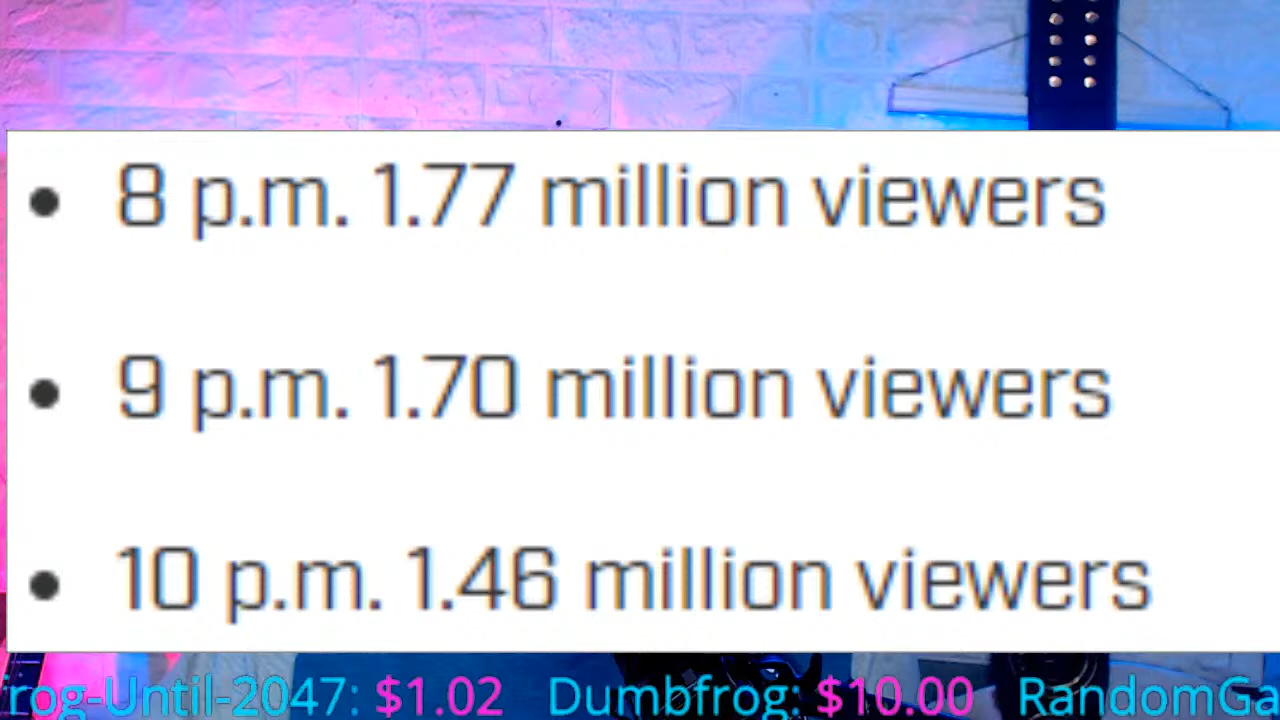 8 p.m. 1.77 million viewers
9 p.m. 1.70 million viewers
10 p.m. 1.46 million viewers
rog-Until-2047: $1.02 Dumbfrog: $10.00 RandomGa